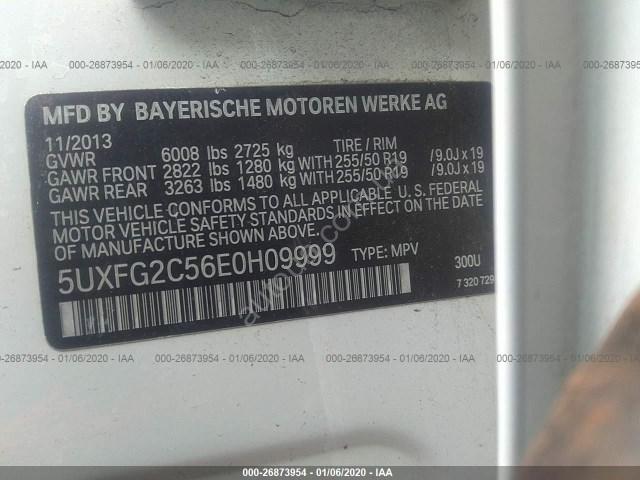 000-26873954 - 01/06/2020 - IAA
MFD BY BAYERISCHE MOTOREN WERKE AG
11/2013 TIRE / RIM
GVWR 6008 lbs 2725 kg
GAWR FRONT 2822 lbs 1280 kg WITH 255/50 R19 / 9.0J x 19
GAWR REAR 3263 lbs 1480 kg WITH 255/50 R19 / 9.0J x 19
THIS VEHICLE CONFORMS TO ALL APPLICABLE U. S. FEDERAL
MOTOR VEHICLE SAFETY STANDARDS IN EFFECT ON THE DATE
OF MANUFACTURE SHOWN ABOVE.
5UXFG2C56E0H09999 TYPE: MPV 300U
7 320 729
000-26873954 - 01/06/2020 - IAA
000-26873954 - 01/06/2020 - IAA